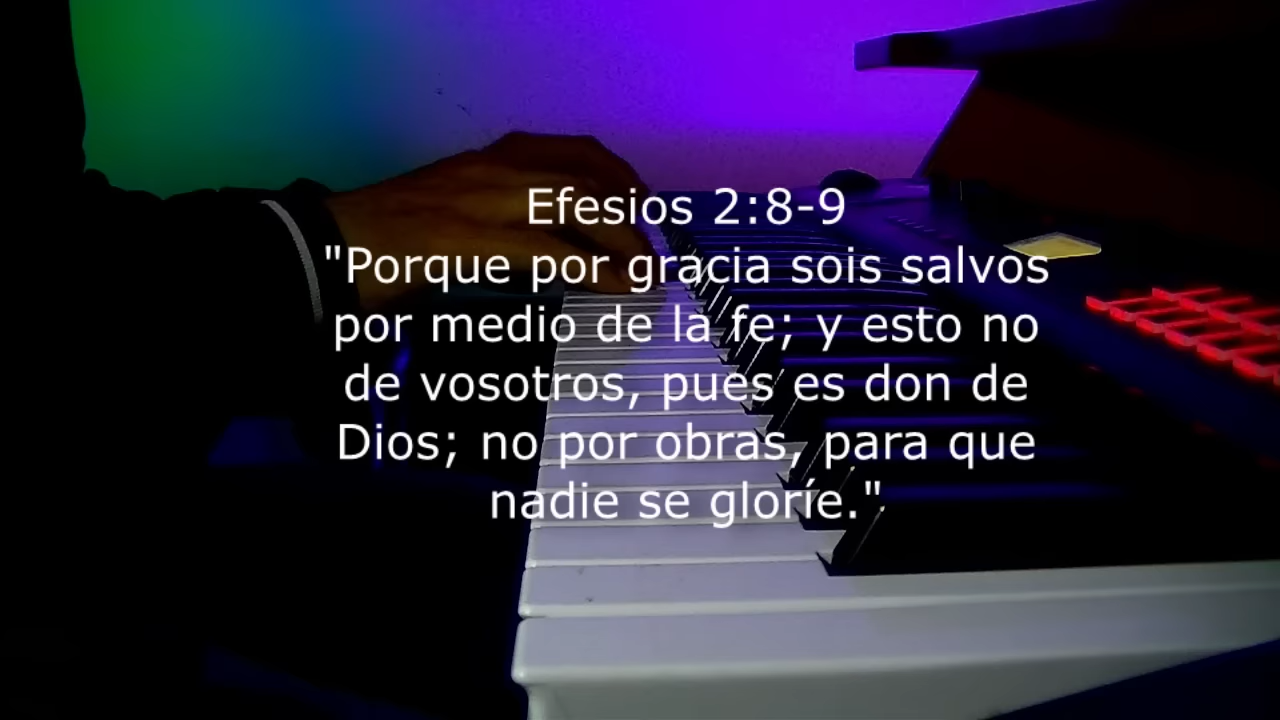 Efesios 2:8-9
"Porque por gracia sois salvos
por medio de la fe; y esto no
de vosotros, pues es don de
Dios; no por obras, para que
nadie se gloríe."